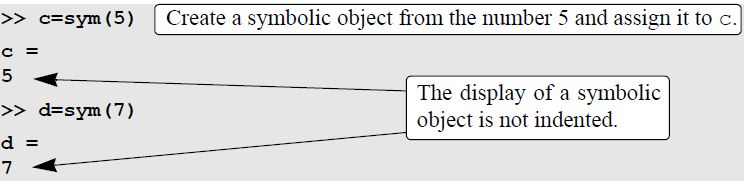 >> c=sym(5)
Create a symbolic object from the number 5 and assign it to c.
c =
5
The display of a symbolic
object is not indented.
>> d=sym(7)
d =
7